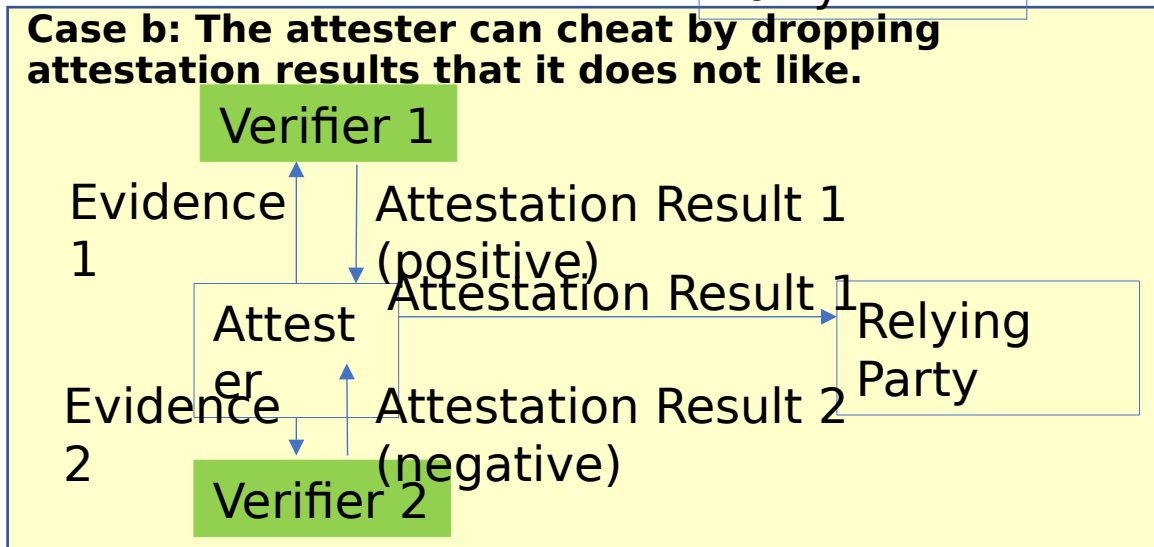 Case b: The attester can cheat by dropping
attestation results that it does not like.
Verifier 1
Evidence
1
Attestation Result 1
(positive)
Attestation Result 1
Attest
er
Relying
Party
Evidence
2
Attestation Result 2
(negative)
Verifier 2